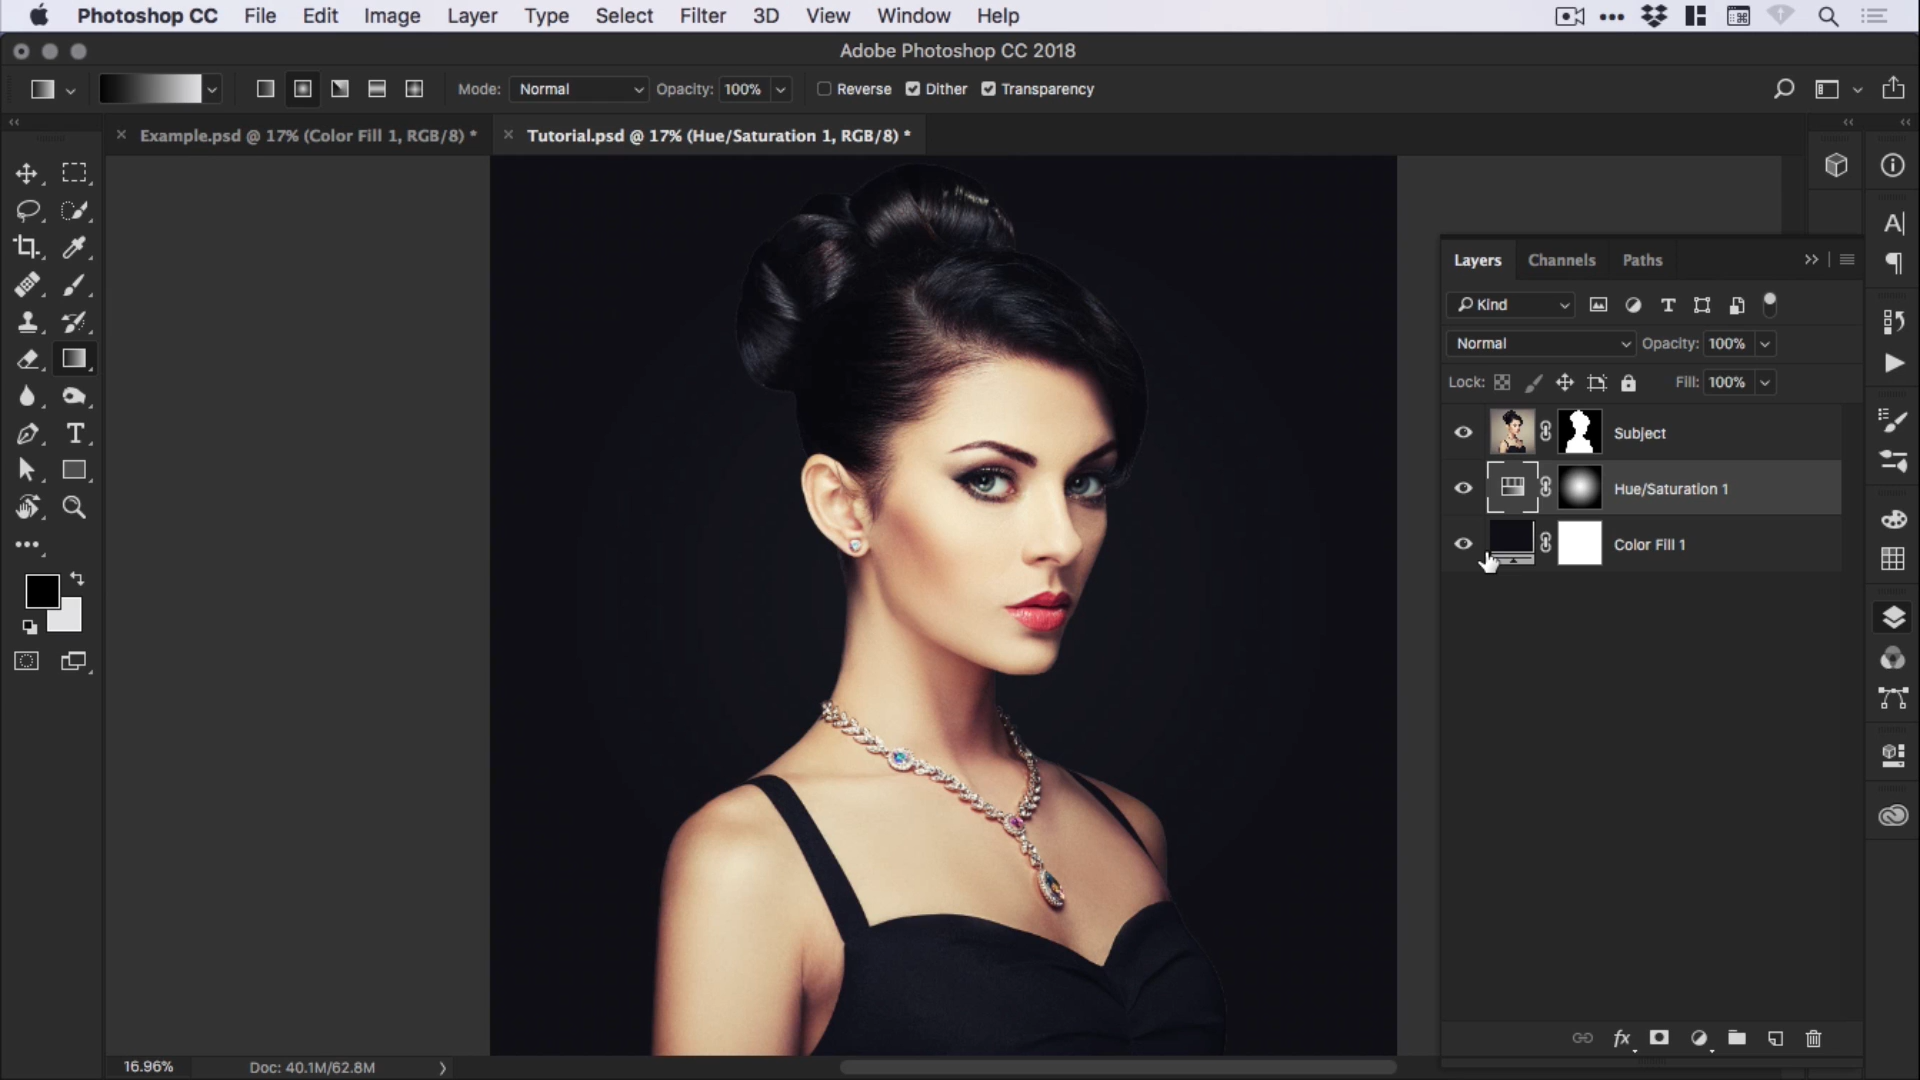 Photoshop CC File Edit Image Layer Type Select Filter 3D View Window Help
Adobe Photoshop CC 2018
Mode: Normal Opacity: 100% Reverse Dither Transparency
Example.psd @ 17% (Color Fill 1, RGB/8) *
Tutorial.psd @ 17% (Hue/Saturation 1, RGB/8) *
Layers Channels Paths
Kind
Normal Opacity: 100%
Lock: Fill: 100%
Subject
Hue/Saturation 1
Color Fill 1
16.96% Doc: 40.1M/62.8M